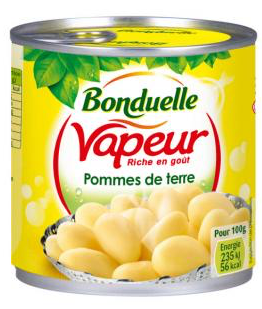 Bonduelle
Vapeur
Riche en goût
Pommes de terre
Pour 100g
Energie
235 kJ
56 kcal